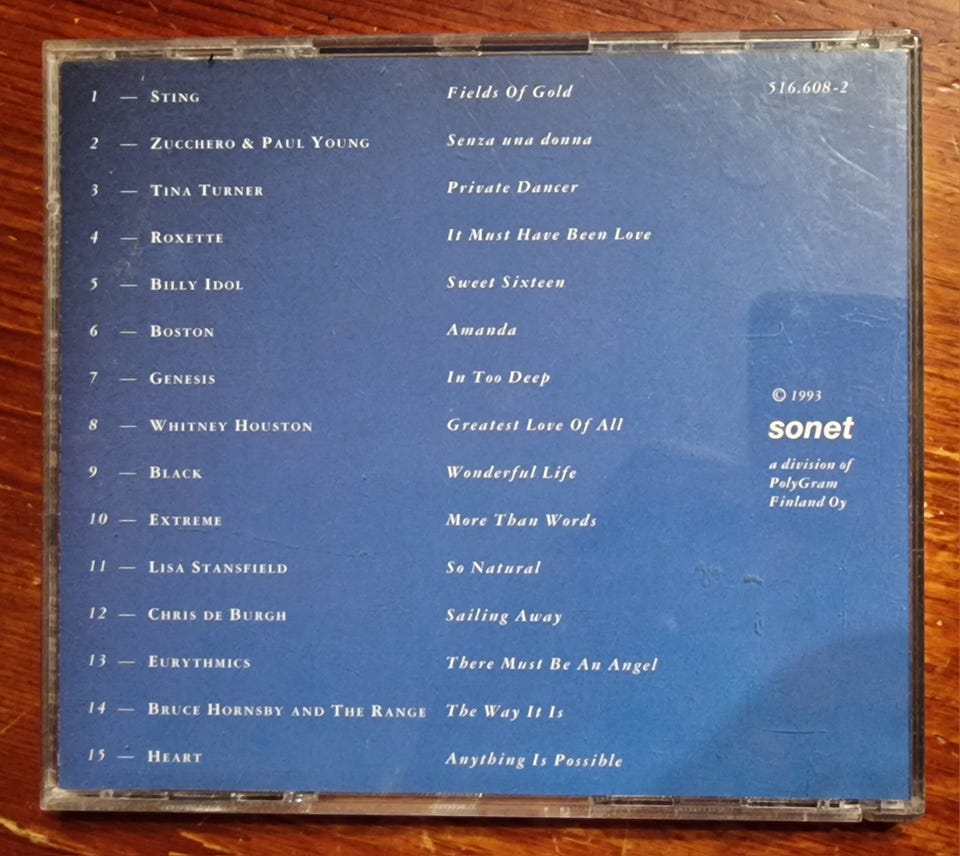 1 — STING Fields Of Gold 516.608-2
2 — ZUCCHERO & PAUL YOUNG Senza una donna
3 — TINA TURNER Private Dancer
4 — ROXETTE It Must Have Been Love
5 — BILLY IDOL Sweet Sixteen
6 — BOSTON Amanda
7 — GENESIS In Too Deep
8 — WHITNEY HOUSTON Greatest Love Of All
9 — BLACK Wonderful Life
10 — EXTREME More Than Words
11 — LISA STANSFIELD So Natural
12 — CHRIS DE BURGH Sailing Away
13 — EURYTHMICS There Must Be An Angel
14 — BRUCE HORNSBY AND THE RANGE The Way It Is
15 — HEART Anything Is Possible
© 1993
sonet
a division of
PolyGram
Finland Oy